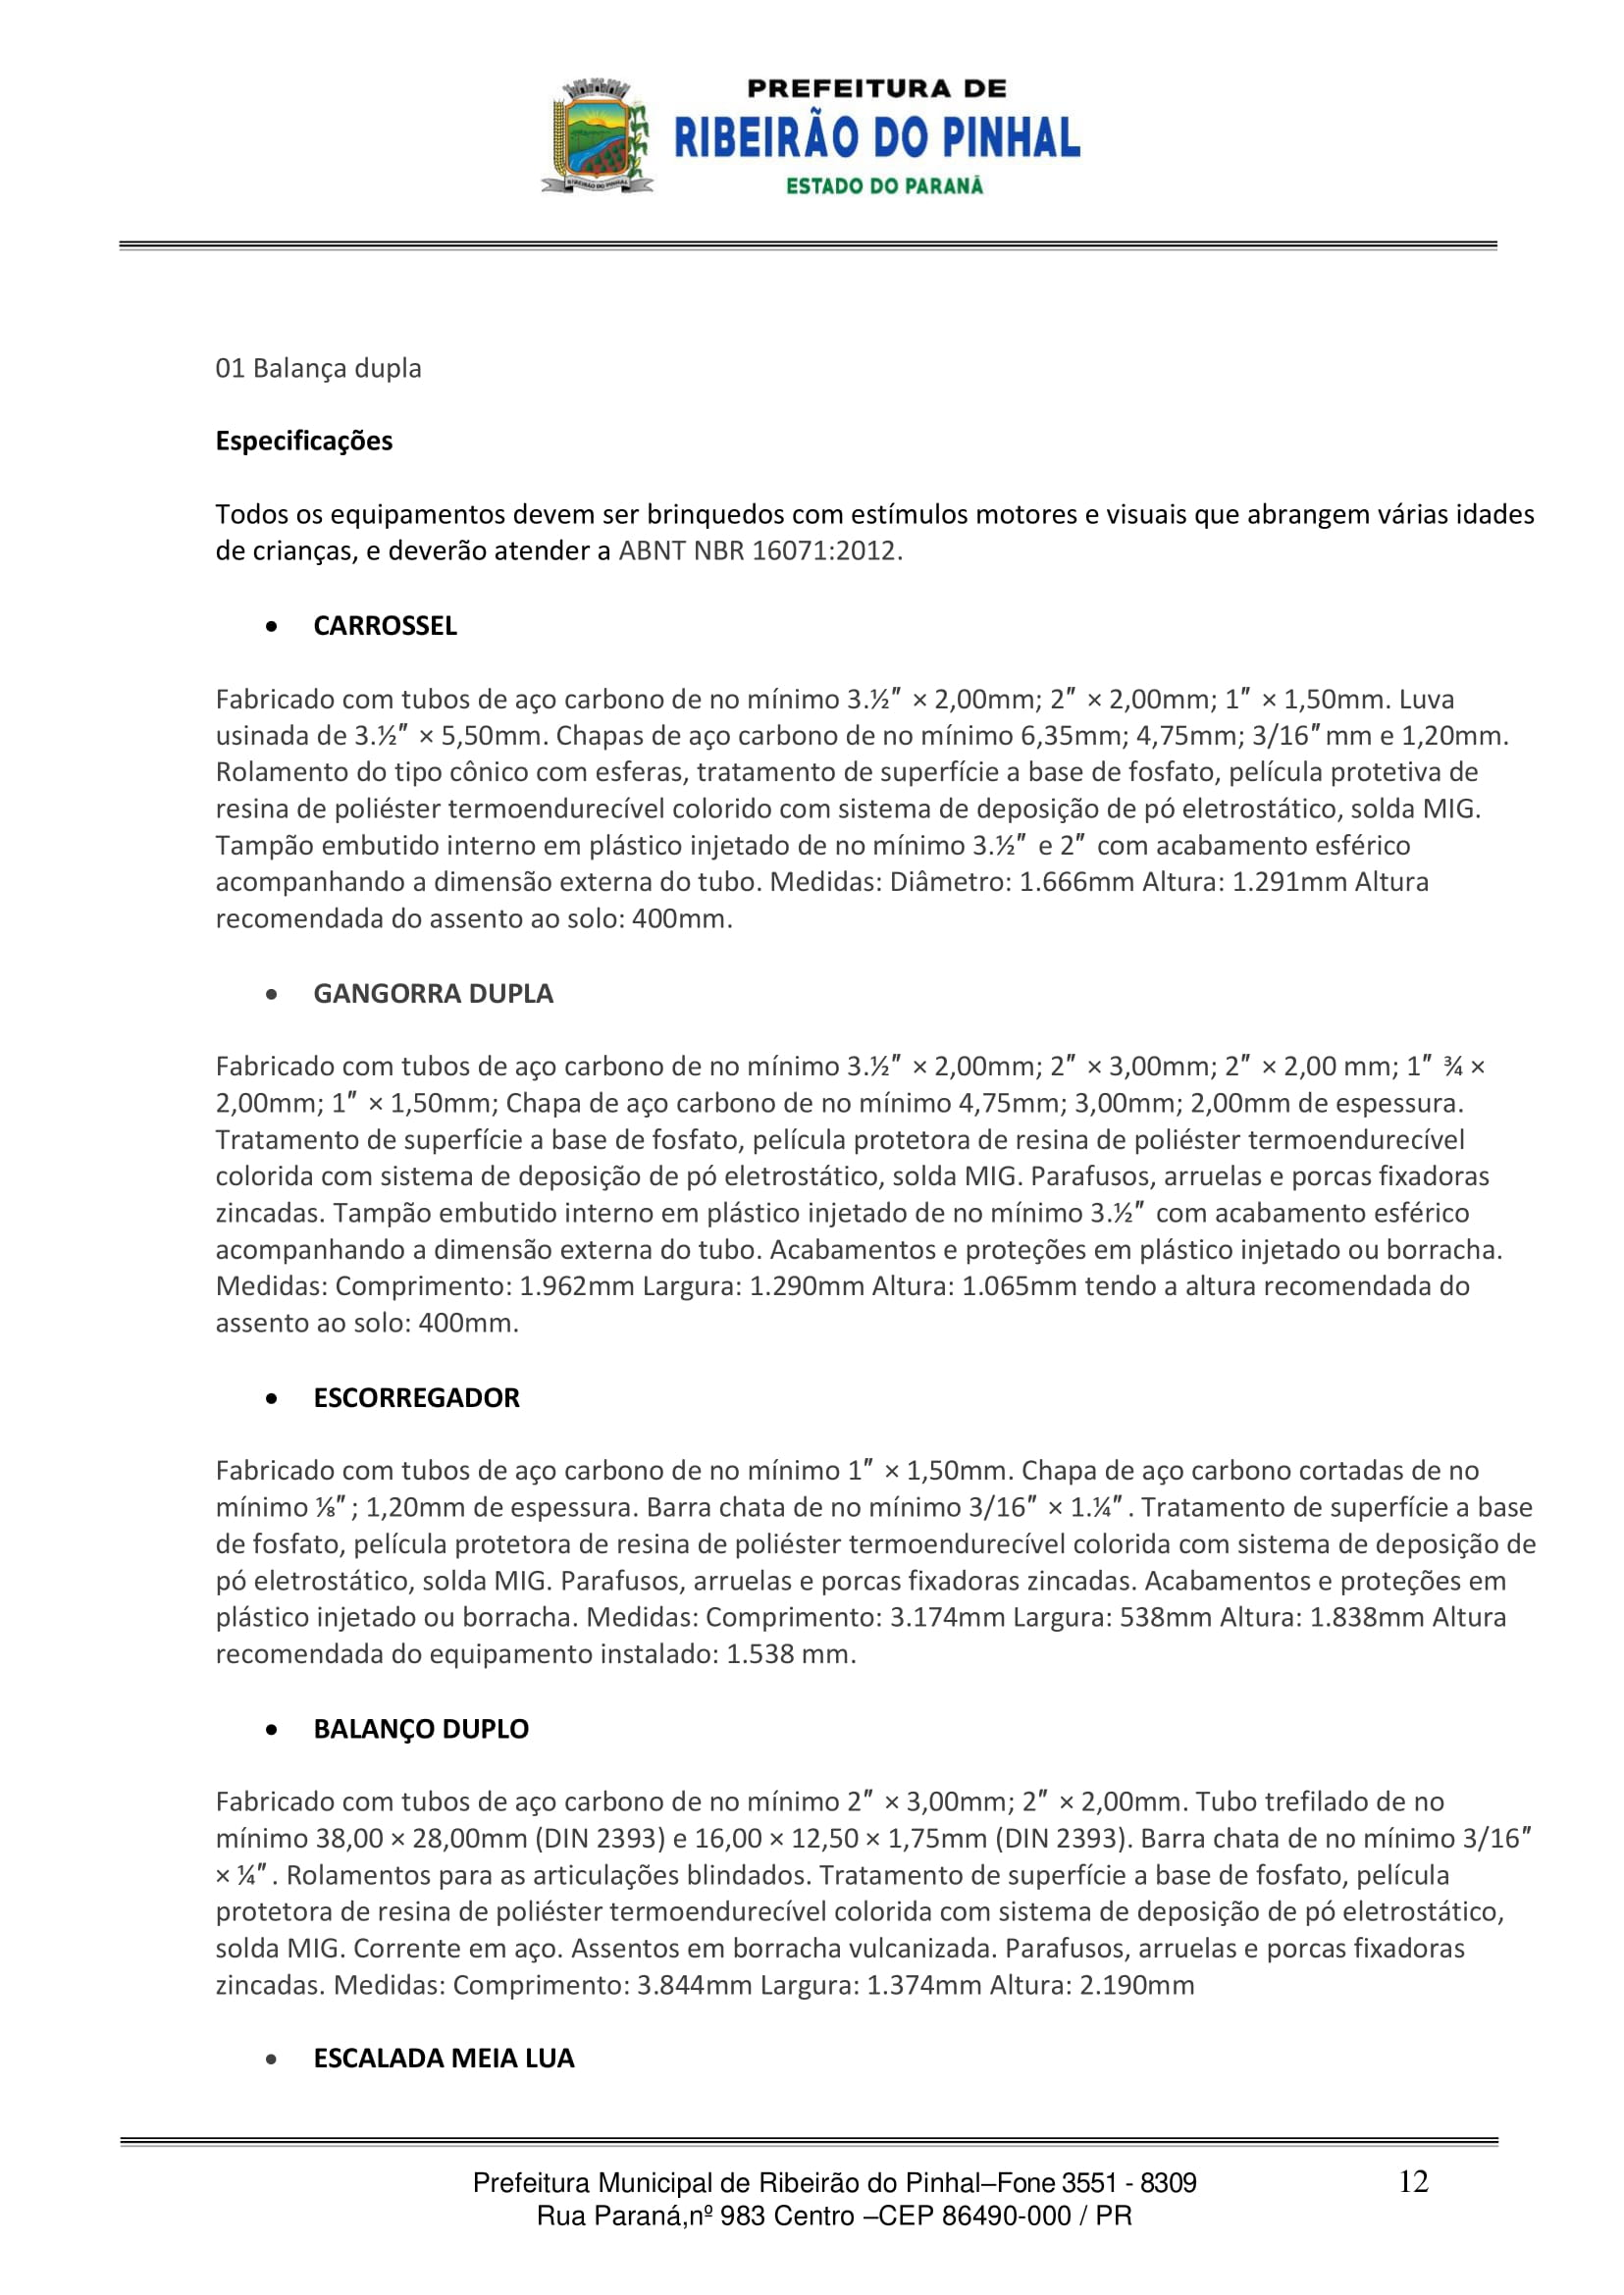 PREFEITURA DE
RIBEIRÃO DO PINHAL
ESTADO DO PARANÁ
RIBEIRÃO DO PINHAL
01 Balança dupla
Especificações
Todos os equipamentos devem ser brinquedos com estímulos motores e visuais que abrangem várias idades
de crianças, e deverão atender a ABNT NBR 16071:2012.
• CARROSSEL
Fabricado com tubos de aço carbono de no mínimo 3.½″ × 2,00mm; 2″ × 2,00mm; 1″ × 1,50mm. Luva
usinada de 3.½″ × 5,50mm. Chapas de aço carbono de no mínimo 6,35mm; 4,75mm; 3/16″mm e 1,20mm.
Rolamento do tipo cônico com esferas, tratamento de superfície a base de fosfato, película protetiva de
resina de poliéster termoendurecível colorido com sistema de deposição de pó eletrostático, solda MIG.
Tampão embutido interno em plástico injetado de no mínimo 3.½″ e 2″ com acabamento esférico
acompanhando a dimensão externa do tubo. Medidas: Diâmetro: 1.666mm Altura: 1.291mm Altura
recomendada do assento ao solo: 400mm.
• GANGORRA DUPLA
Fabricado com tubos de aço carbono de no mínimo 3.½″ × 2,00mm; 2″ × 3,00mm; 2″ × 2,00 mm; 1″ ¾ ×
2,00mm; 1″ × 1,50mm; Chapa de aço carbono de no mínimo 4,75mm; 3,00mm; 2,00mm de espessura.
Tratamento de superfície a base de fosfato, película protetora de resina de poliéster termoendurecível
colorida com sistema de deposição de pó eletrostático, solda MIG. Parafusos, arruelas e porcas fixadoras
zincadas. Tampão embutido interno em plástico injetado de no mínimo 3.½″ com acabamento esférico
acompanhando a dimensão externa do tubo. Acabamentos e proteções em plástico injetado ou borracha.
Medidas: Comprimento: 1.962mm Largura: 1.290mm Altura: 1.065mm tendo a altura recomendada do
assento ao solo: 400mm.
• ESCORREGADOR
Fabricado com tubos de aço carbono de no mínimo 1″ × 1,50mm. Chapa de aço carbono cortadas de no
mínimo ⅛″; 1,20mm de espessura. Barra chata de no mínimo 3/16″ × 1.¼″. Tratamento de superfície a base
de fosfato, película protetora de resina de poliéster termoendurecível colorida com sistema de deposição de
pó eletrostático, solda MIG. Parafusos, arruelas e porcas fixadoras zincadas. Acabamentos e proteções em
plástico injetado ou borracha. Medidas: Comprimento: 3.174mm Largura: 538mm Altura: 1.838mm Altura
recomendada do equipamento instalado: 1.538 mm.
• BALANÇO DUPLO
Fabricado com tubos de aço carbono de no mínimo 2″ × 3,00mm; 2″ × 2,00mm. Tubo trefilado de no
mínimo 38,00 × 28,00mm (DIN 2393) e 16,00 × 12,50 × 1,75mm (DIN 2393). Barra chata de no mínimo 3/16″
× ¼″. Rolamentos para as articulações blindados. Tratamento de superfície a base de fosfato, película
protetora de resina de poliéster termoendurecível colorida com sistema de deposição de pó eletrostático,
solda MIG. Corrente em aço. Assentos em borracha vulcanizada. Parafusos, arruelas e porcas fixadoras
zincadas. Medidas: Comprimento: 3.844mm Largura: 1.374mm Altura: 2.190mm
• ESCALADA MEIA LUA
Prefeitura Municipal de Ribeirão do Pinhal–Fone 3551 - 8309 12
Rua Paraná,nº 983 Centro –CEP 86490-000 / PR